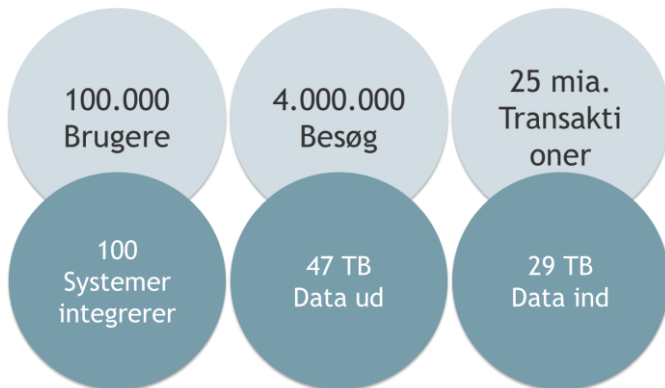 100.000
Brugere
4.000.000
Besøg
25 mia.
Transakti
oner
100
Systemer
integrerer
47 TB
Data ud
29 TB
Data ind